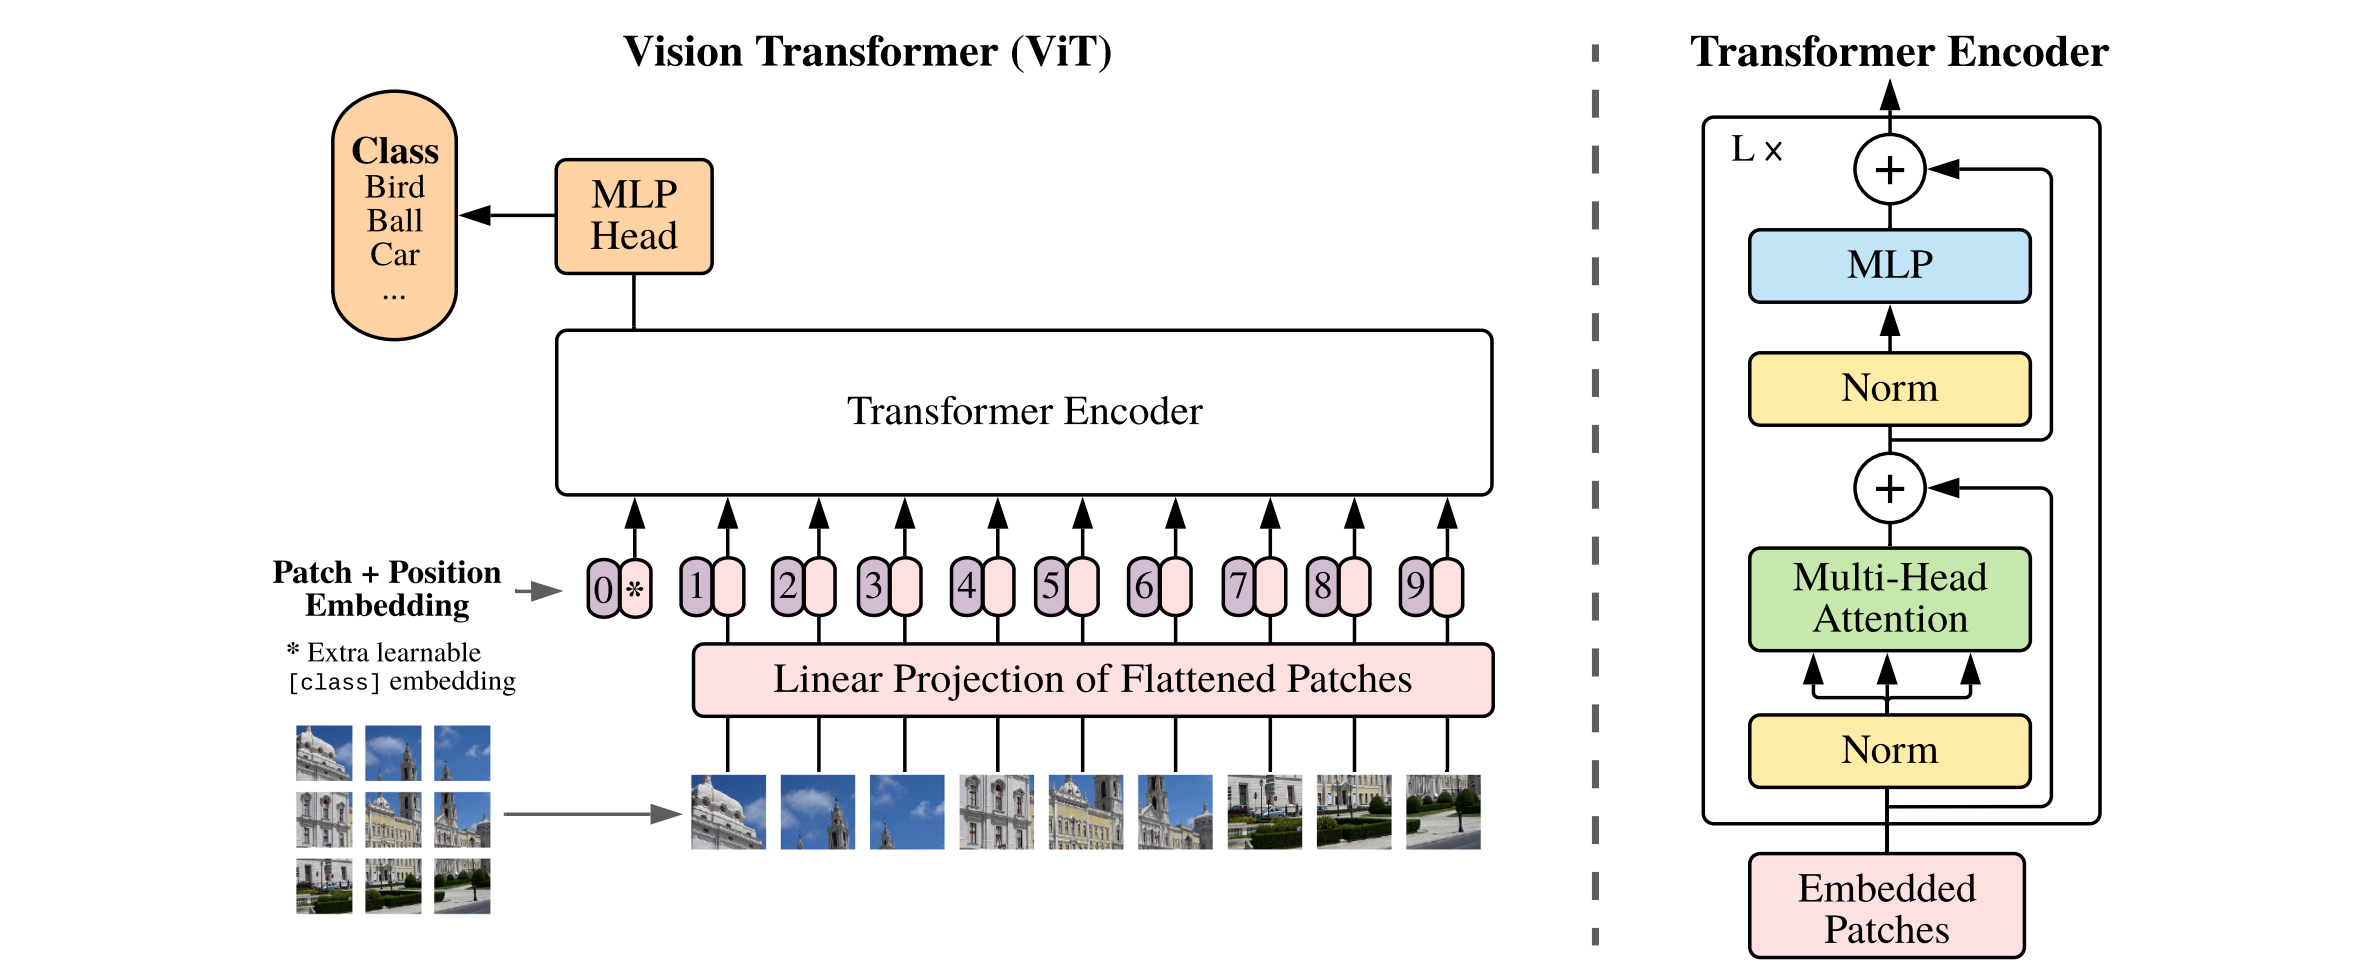 Vision Transformer (ViT)
Class
Bird
Ball
Car
...
MLP
Head
Transformer Encoder
Patch + Position
Embedding
0 * 1 2 3 4 5 6 7 8 9
* Extra learnable
[class] embedding
Linear Projection of Flattened Patches
Transformer Encoder
L ×
+
MLP
Norm
+
Multi-Head
Attention
Norm
Embedded
Patches